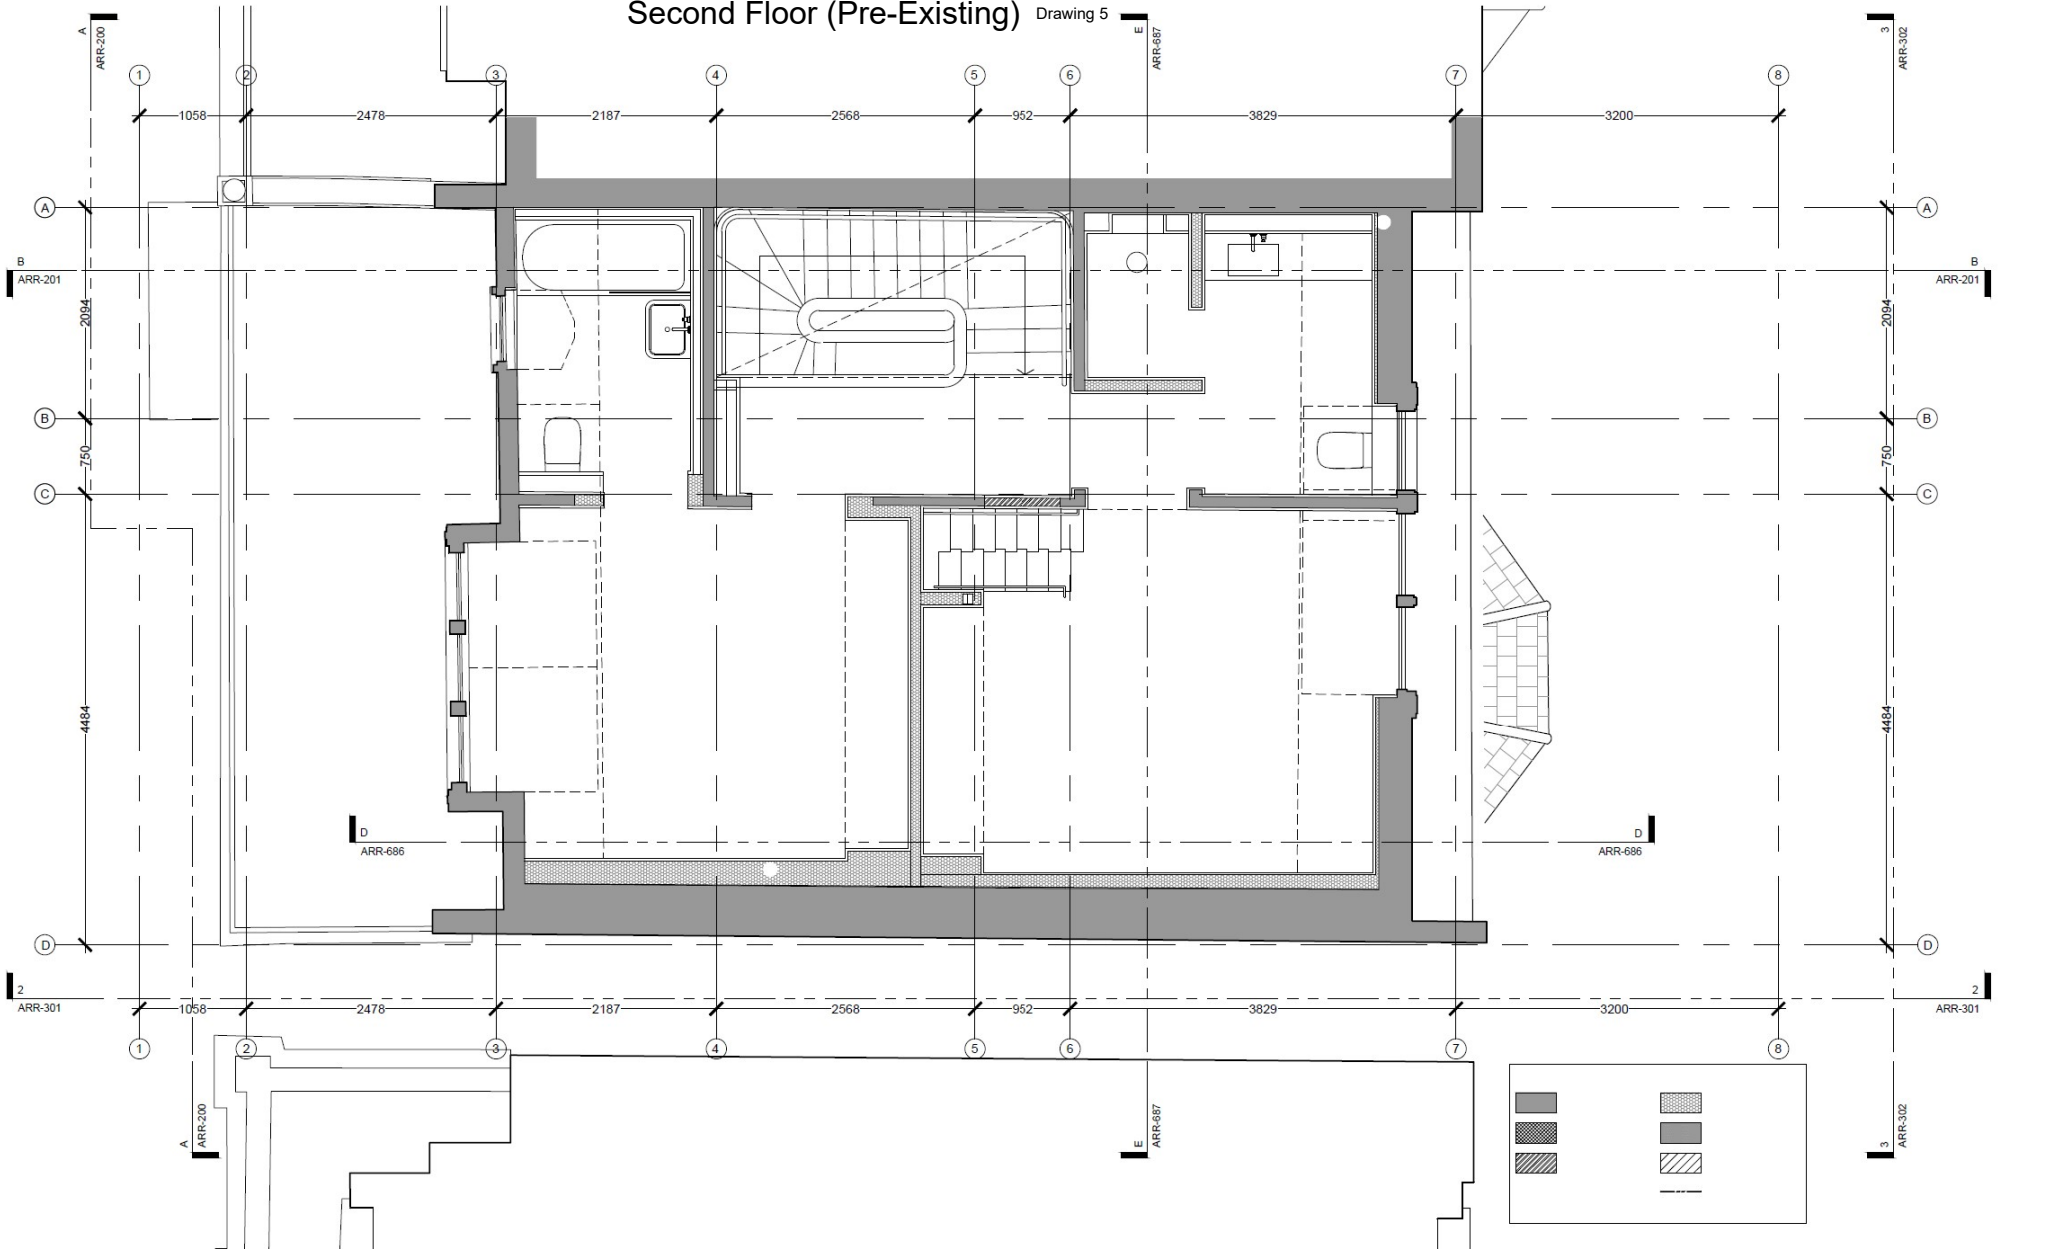 Second Floor (Pre-Existing) Drawing 5
A ARR-200
E ARR-687
3 ARR-302
1 2 3 4 5 6 7 8
1058 2478 2187 2568 952 3829 3200
A A
B B
ARR-201 ARR-201
2094 2094
B B
750 750
C C
4484 4484
D D
ARR-686 ARR-686
D D
2 2
ARR-301 ARR-301
1058 2478 2187 2568 952 3829 3200
1 2 3 4 5 6 7 8
A ARR-200
E ARR-687
3 ARR-302